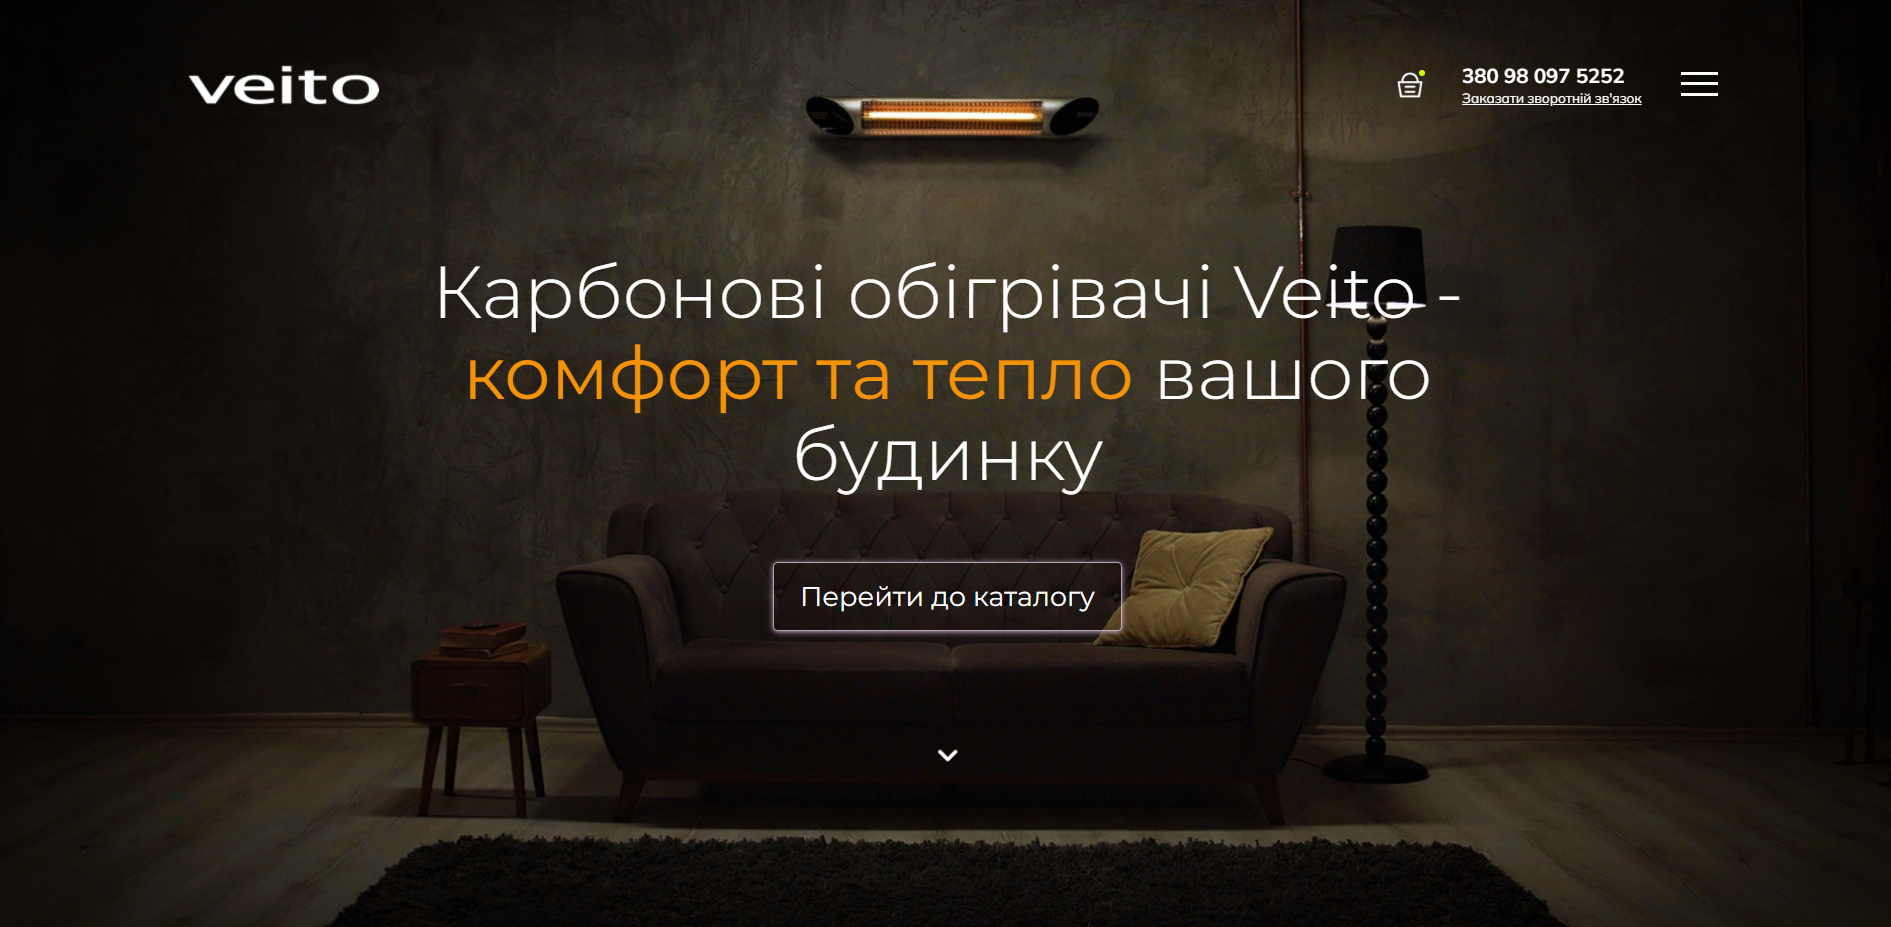 veito
380 98 097 5252
Заказати зворотній зв'язок
Карбонові обігрівачі Veito -
комфорт та тепло вашого
будинку
Перейти до каталогу